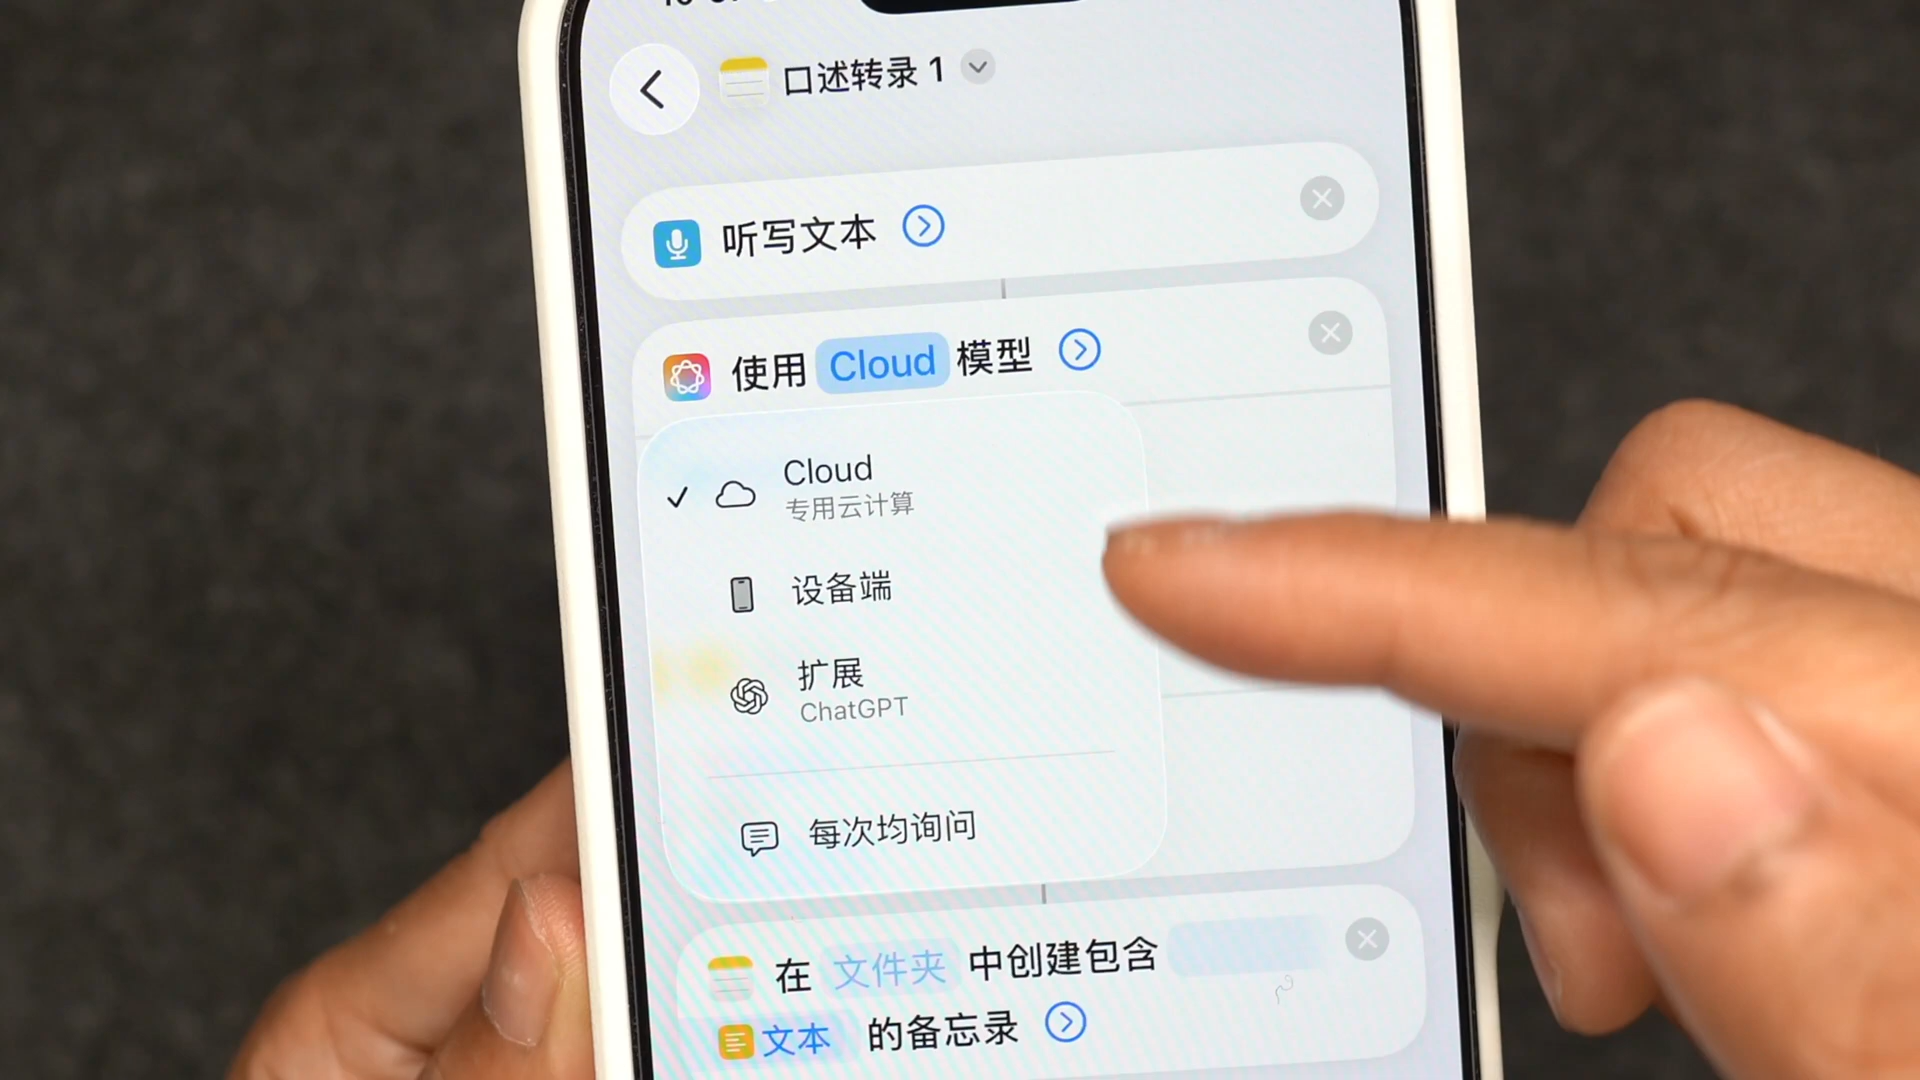 口述转录 1
听写文本
使用 Cloud 模型
Cloud
专用云计算
设备端
扩展
ChatGPT
每次均询问
在 文件夹 中创建包含
文本 的备忘录